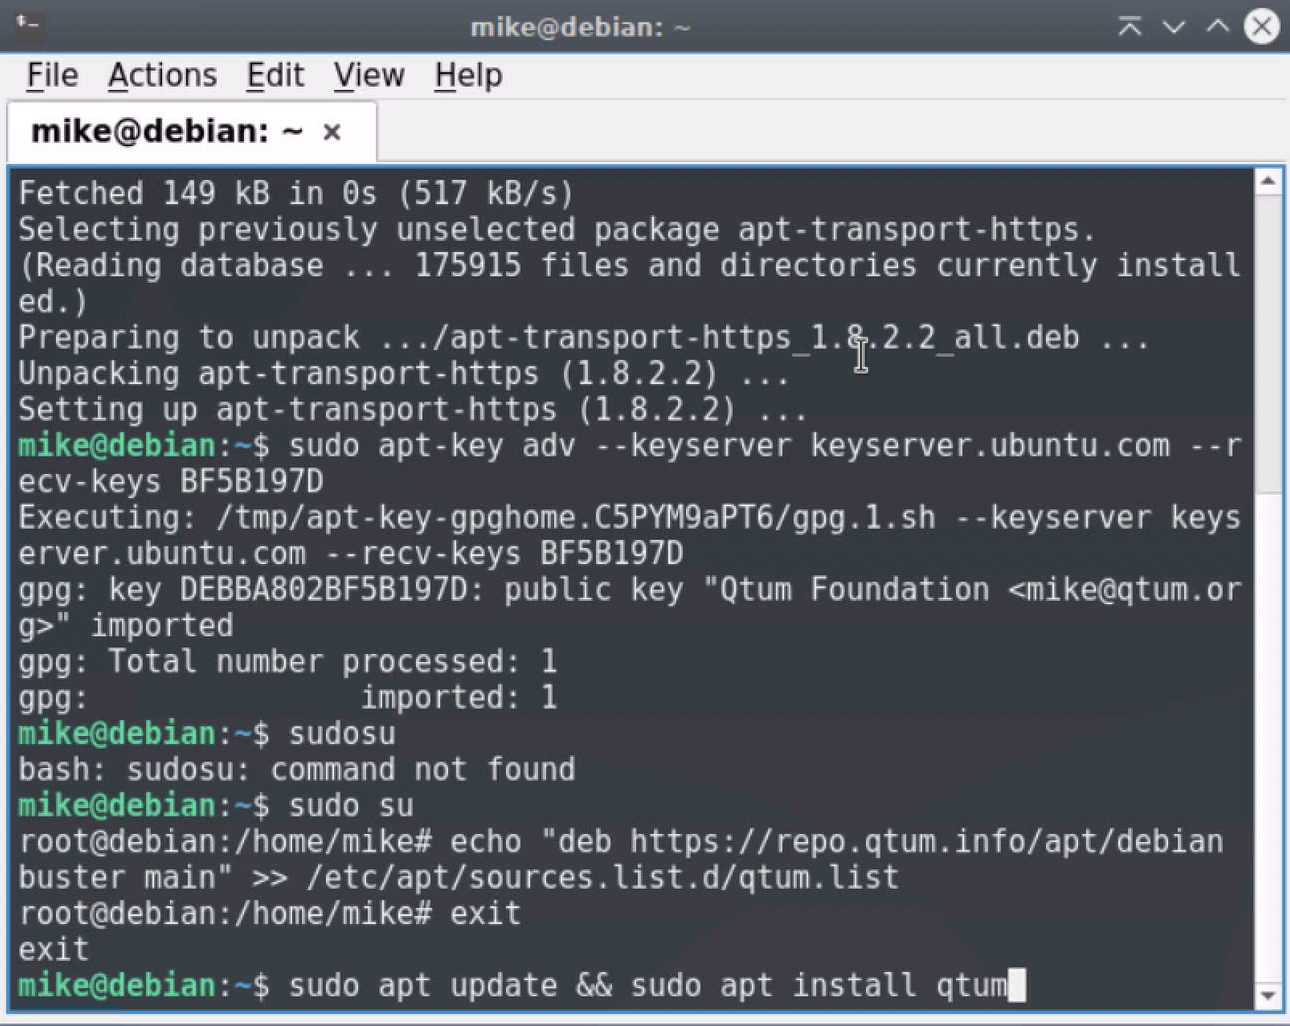 mike@debian: ~
File Actions Edit View Help
mike@debian: ~ ×
Fetched 149 kB in 0s (517 kB/s)
Selecting previously unselected package apt-transport-https.
(Reading database ... 175915 files and directories currently install
ed.)
Preparing to unpack .../apt-transport-https_1.8.2.2_all.deb ...
Unpacking apt-transport-https (1.8.2.2) ...
Setting up apt-transport-https (1.8.2.2) ...
mike@debian:~$ sudo apt-key adv --keyserver keyserver.ubuntu.com --r
ecv-keys BF5B197D
Executing: /tmp/apt-key-gpghome.C5PYM9aPT6/gpg.1.sh --keyserver keys
erver.ubuntu.com --recv-keys BF5B197D
gpg: key DEBBA802BF5B197D: public key "Qtum Foundation <mike@qtum.or
g>" imported
gpg: Total number processed: 1
gpg:               imported: 1
mike@debian:~$ sudosu
bash: sudosu: command not found
mike@debian:~$ sudo su
root@debian:/home/mike# echo "deb https://repo.qtum.info/apt/debian
buster main" >> /etc/apt/sources.list.d/qtum.list
root@debian:/home/mike# exit
exit
mike@debian:~$ sudo apt update && sudo apt install qtum